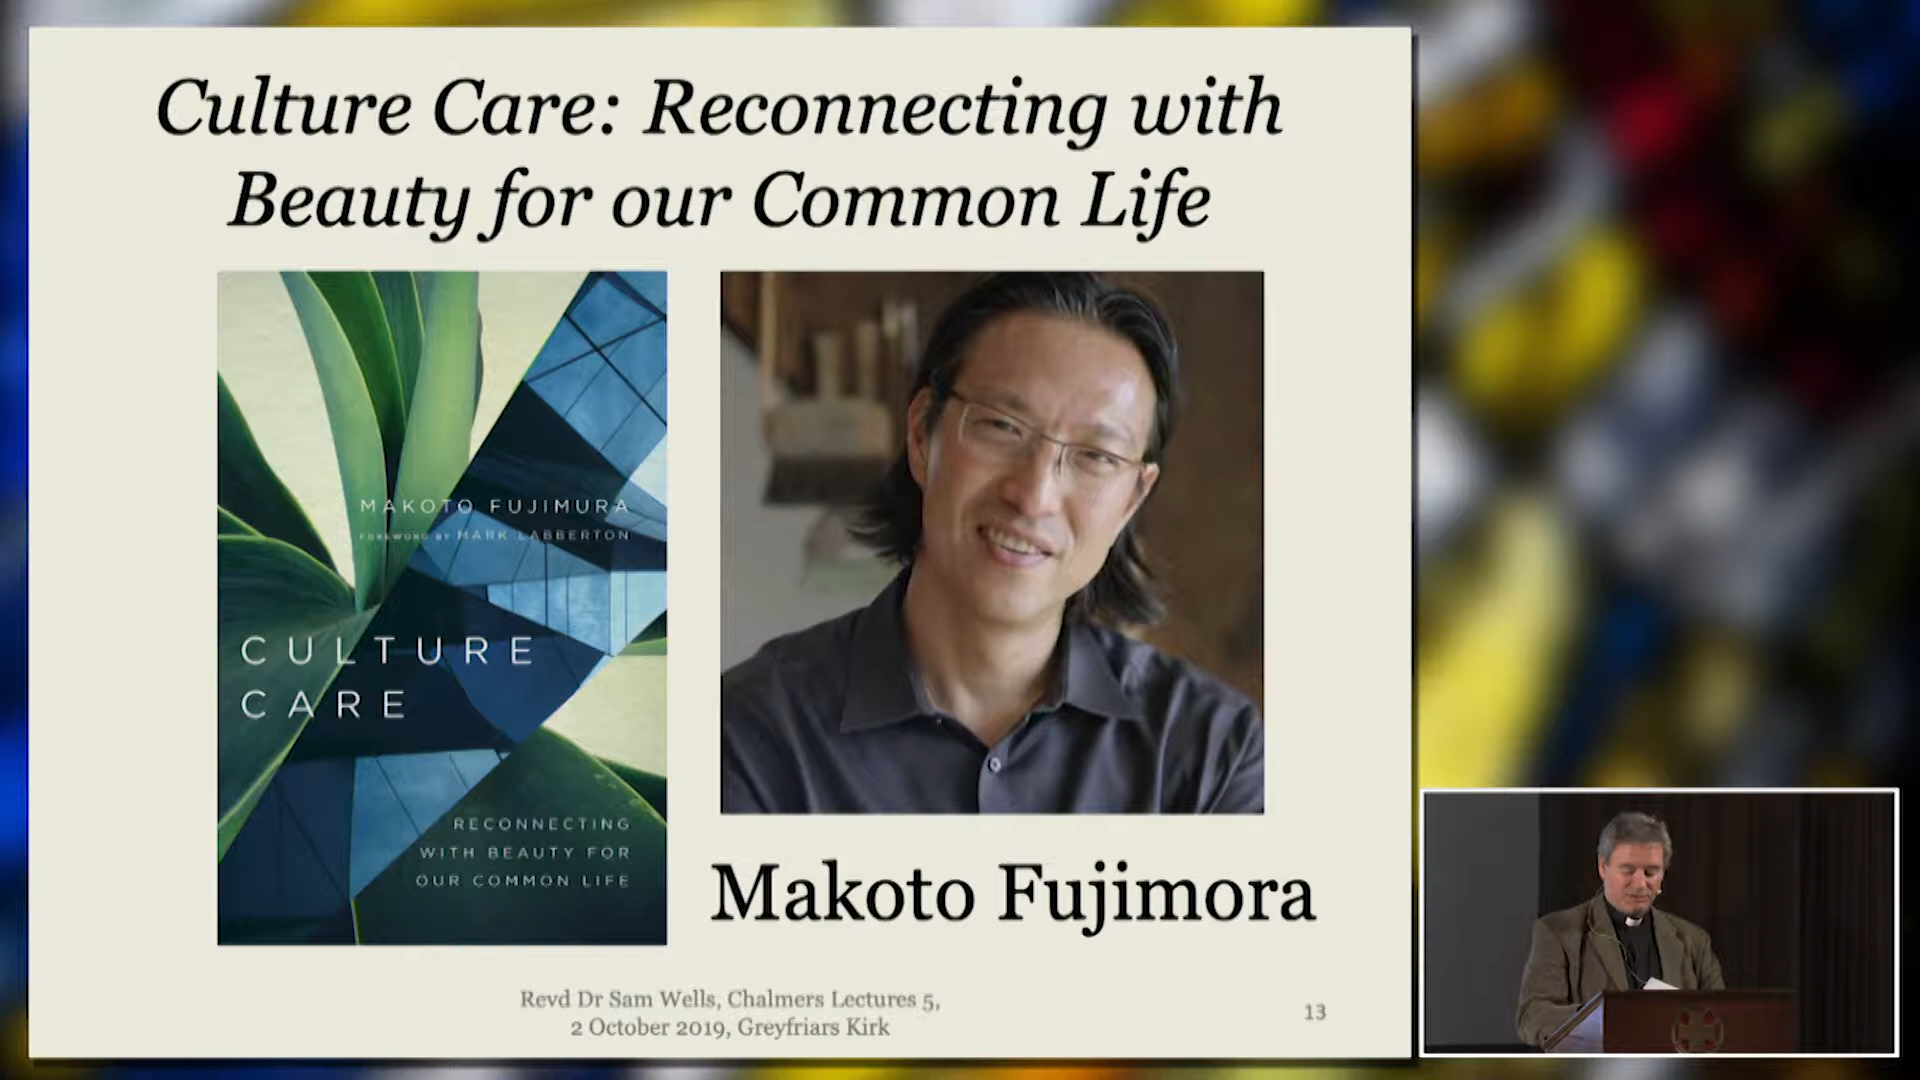 Culture Care: Reconnecting with
Beauty for our Common Life
MAKOTO FUJIMURA
FOREWORD BY MARK LABBERTON
CULTURE
CARE
RECONNECTING
WITH BEAUTY FOR
OUR COMMON LIFE
Makoto Fujimora
Revd Dr Sam Wells, Chalmers Lectures 5,
2 October 2019, Greyfriars Kirk
13